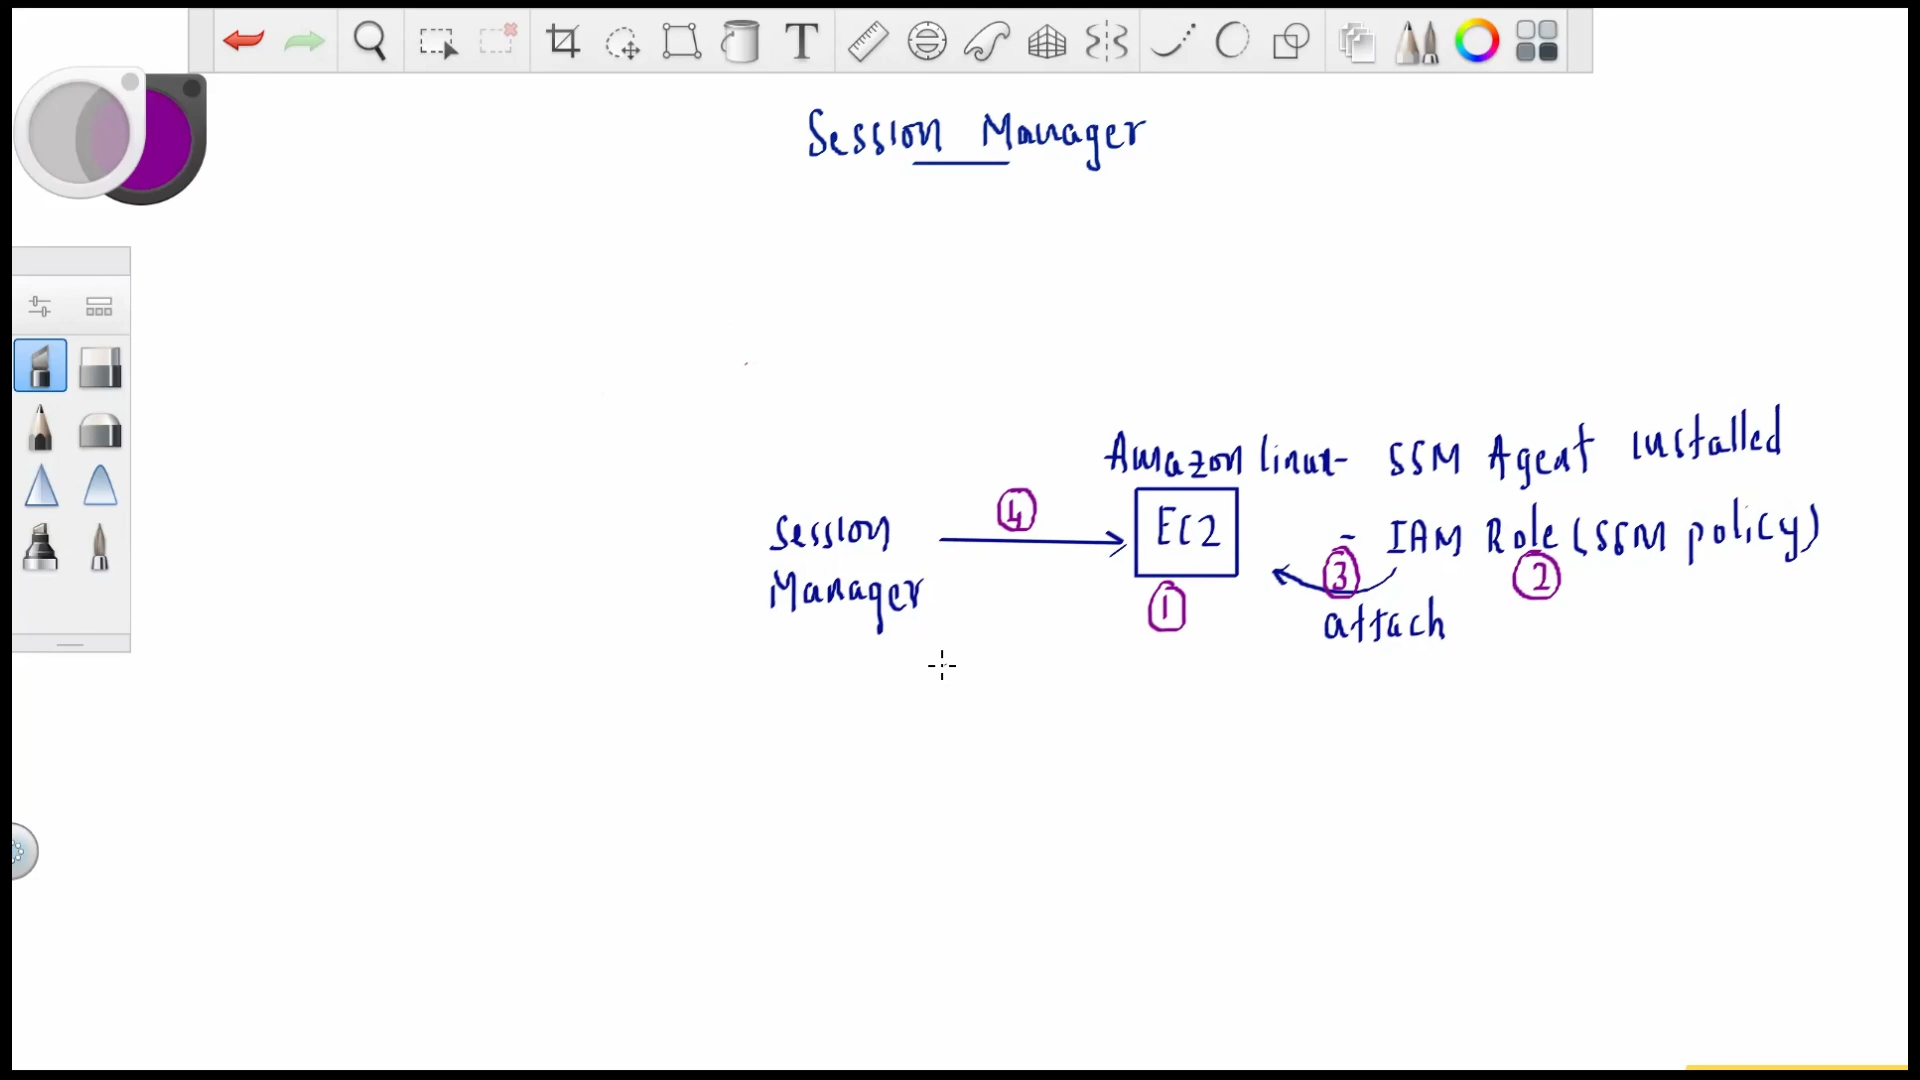 Session Manager
Amazon linux - SSM Agent installed
Session Manager
4
EC2
- IAM Role (SSM policy)
1
3
2
attach
T